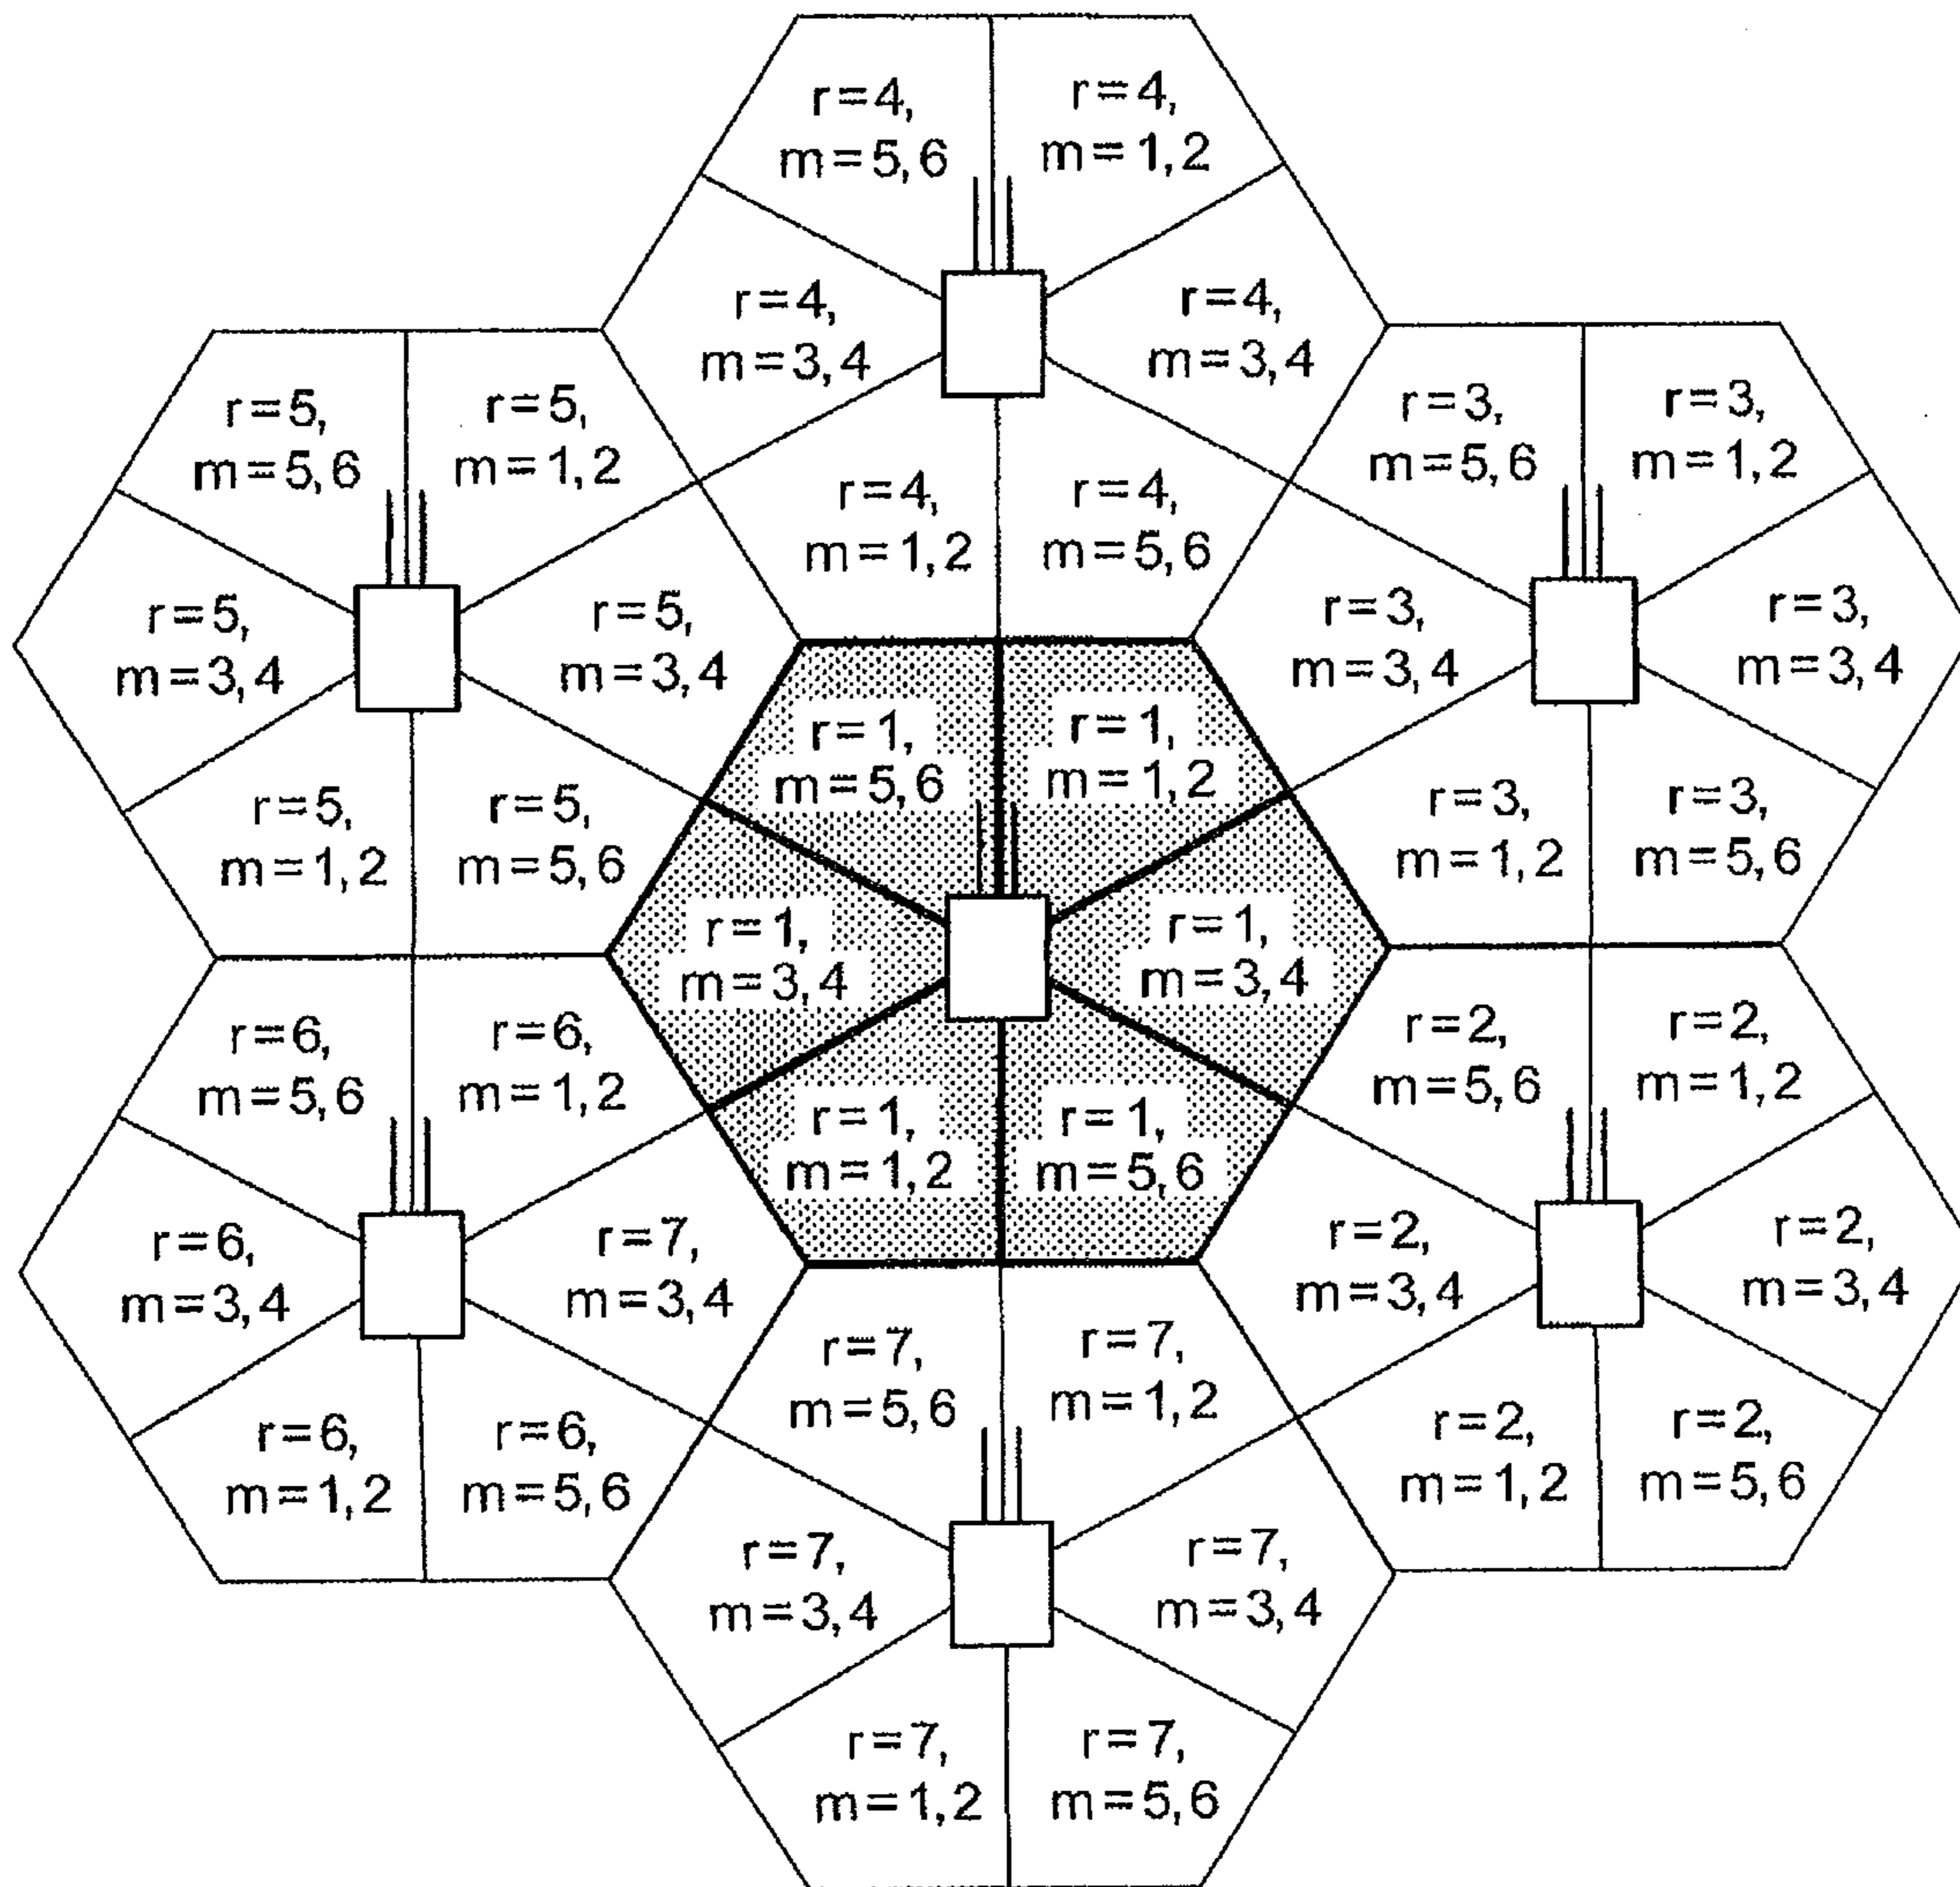 r=4,
m=5,6
r=4,
m=1,2
r=4,
m=3,4
r=4,
m=3,4
r=4,
m=1,2
r=4,
m=5,6
r=5,
m=5,6
r=5,
m=1,2
r=5,
m=3,4
r=5,
m=3,4
r=5,
m=1,2
r=5,
m=5,6
r=3,
m=5,6
r=3,
m=1,2
r=3,
m=3,4
r=3,
m=3,4
r=3,
m=1,2
r=3,
m=5,6
r=1,
m=5,6
r=1,
m=1,2
r=1,
m=3,4
r=1,
m=3,4
r=1,
m=1,2
r=1,
m=5,6
r=6,
m=5,6
r=6,
m=1,2
r=6,
m=3,4
r=7,
m=3,4
r=6,
m=1,2
r=6,
m=5,6
r=2,
m=5,6
r=2,
m=1,2
r=2,
m=3,4
r=2,
m=3,4
r=2,
m=1,2
r=2,
m=5,6
r=7,
m=5,6
r=7,
m=1,2
r=7,
m=3,4
r=7,
m=3,4
r=7,
m=1,2
r=7,
m=5,6